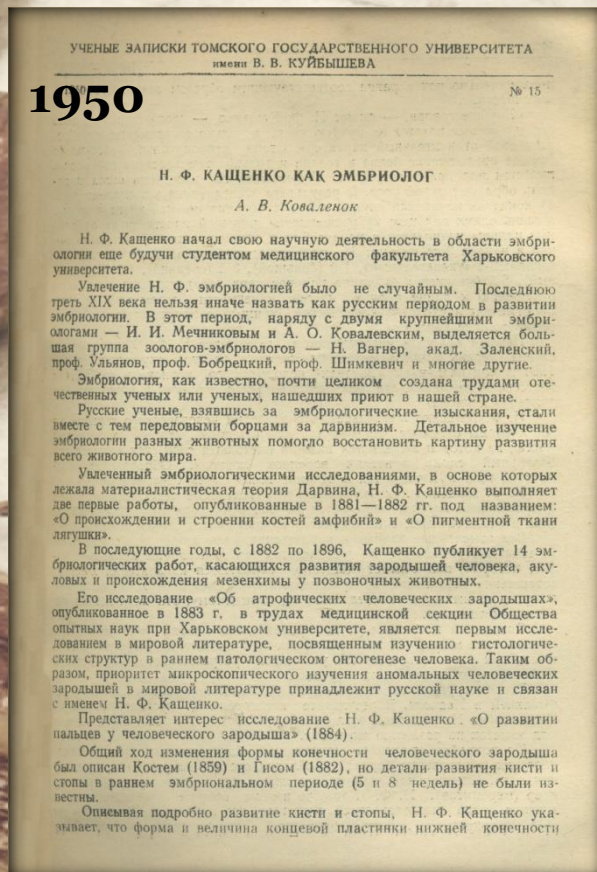 УЧЕНЫЕ ЗАПИСКИ ТОМСКОГО ГОСУДАРСТВЕННОГО УНИВЕРСИТЕТА
имени В. В. КУЙБЫШЕВА
1950
№ 15
Н. Ф. КАЩЕНКО КАК ЭМБРИОЛОГ
А. В. Коваленок
Н. Ф. Кащенко начал свою научную деятельность в области эмбри-
ологии еще будучи студентом медицинского факультета Харьковского
университета.
Увлечение Н. Ф. эмбриологией было не случайным. Последнюю
треть XIX века нельзя иначе назвать как русским периодом в развитии
эмбриологии. В этот период, наряду с двумя крупнейшими эмбри-
ологами — И. И. Мечниковым и А. О. Ковалевским, выделяется боль-
шая группа зоологов-эмбриологов — Н. Вагнер, акад. Заленский,
проф. Ульянов, проф. Бобрецкий, проф. Шимкевич и многие другие.
Эмбриология, как известно, почти целиком создана трудами оте-
чественных ученых или ученых, нашедших приют в нашей стране.
Русские ученые, взявшись за эмбриологические изыскания, стали
вместе с тем передовыми борцами за дарвинизм. Детальное изучение
эмбриологии разных животных помогло восстановить картину развития
всего животного мира.
Увлеченный эмбриологическими исследованиями, в основе которых
лежала материалистическая теория Дарвина, Н. Ф. Кащенко выполняет
две первые работы, опубликованные в 1881—1882 гг. под названием:
«О происхождении и строении костей амфибий» и «О пигментной ткани
лягушки».
В последующие годы, с 1882 по 1896, Кащенко публикует 14 эм-
бриологических работ, касающихся развития зародышей человека, аку-
ловых и происхождения мезенхимы у позвоночных животных.
Его исследование «Об атрофических человеческих зародышах»,
опубликованное в 1883 г. в трудах медицинской секции Общества
опытных наук при Харьковском университете, является первым иссле-
дованием в мировой литературе, посвященным изучению гистологиче-
ских структур в раннем патологическом онтогенезе человека. Таким об-
разом, приоритет микроскопического изучения аномальных человеческих
зародышей в мировой литературе принадлежит русской науке и связан
с именем Н. Ф. Кащенко.
Представляет интерес исследование Н. Ф. Кащенко «О развитии
пальцев у человеческого зародыша» (1884).
Общий ход изменения формы конечности человеческого зародыша
был описан Костем (1859) и Гисом (1882), но детали развития кисти и
стопы в раннем эмбриональном периоде (5 и 8 недель) не были из-
вестны.
Описывая подробно развитие кисти и стопы, Н. Ф. Кащенко ука-
зывает, что форма и величина концевой пластинки нижней конечности